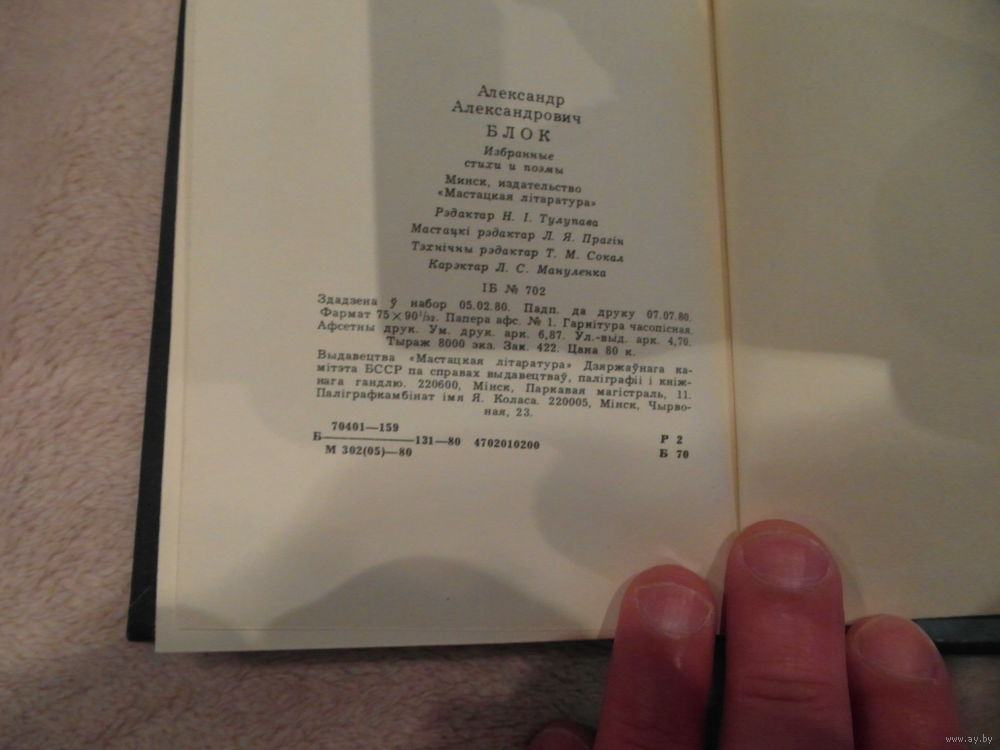 Александр
Александрович
БЛОК
Избранные
стихи и поэмы
Минск, издательство
«Мастацкая літаратура»
Рэдактар Н. І. Тулупава
Мастацкі рэдактар Л. Я. Прагін
Тэхнічны рэдактар Т. М. Сокал
Карэктар Л. С. Мануленка
ІБ № 702
Здадзена ў набор 05.02.80. Падп. да друку 07.07.80.
Фармат 75×90¹/₃₂. Папера афс. № 1. Гарнітура часопісная.
Афсетны друк. Ум. друк. арк. 6,87. Ул.-выд. арк. 4,70.
Тыраж 8000 экз. Зак. 422. Цана 80 к.
Выдавецтва «Мастацкая літаратура» Дзяржаўнага ка-
мітэта БССР па справах выдавецтваў, паліграфіі і кніж-
нага гандлю. 220600, Мінск, Паркавая магістраль, 11.
Паліграфкамбінат імя Я. Коласа. 220005, Мінск, Чырво-
ная, 23.
70401—159
Б———131—80 4702010200
М 302(05)—80
Р 2
Б 70
www.ay.by